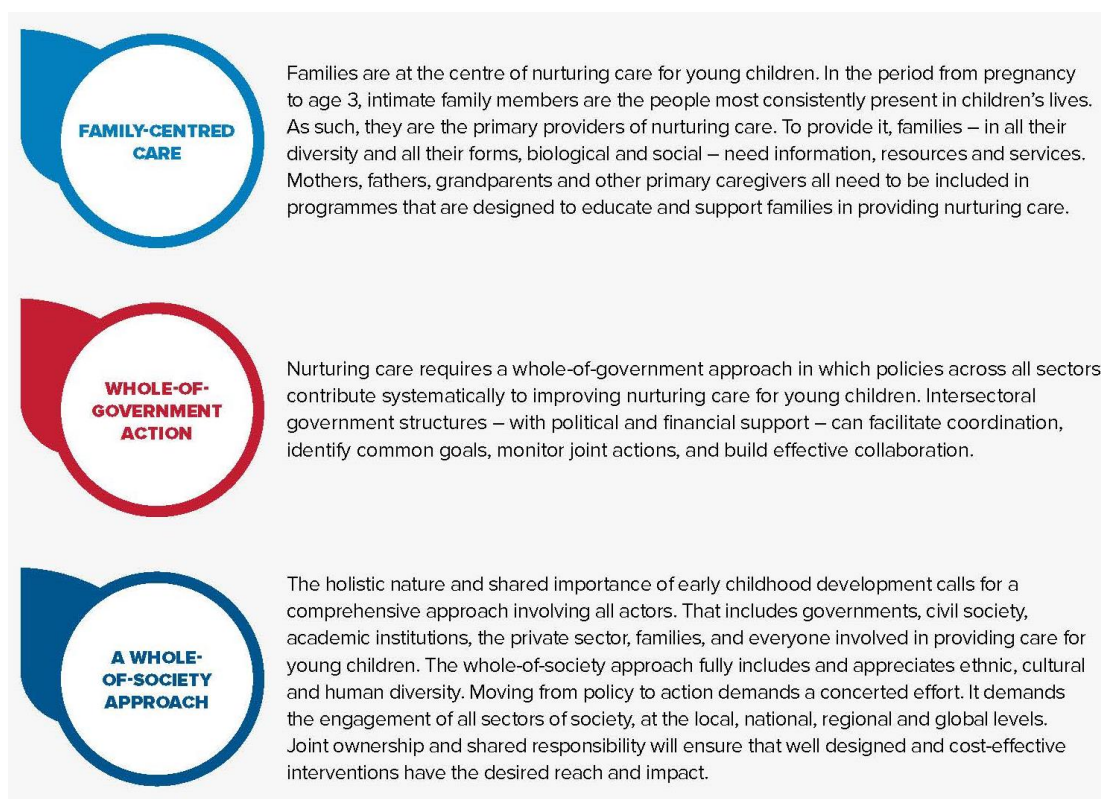 FAMILY-CENTRED
CARE
Families are at the centre of nurturing care for young children. In the period from pregnancy
to age 3, intimate family members are the people most consistently present in children’s lives.
As such, they are the primary providers of nurturing care. To provide it, families – in all their
diversity and all their forms, biological and social – need information, resources and services.
Mothers, fathers, grandparents and other primary caregivers all need to be included in
programmes that are designed to educate and support families in providing nurturing care.
WHOLE-OF-
GOVERNMENT
ACTION
Nurturing care requires a whole-of-government approach in which policies across all sectors
contribute systematically to improving nurturing care for young children. Intersectoral
government structures – with political and financial support – can facilitate coordination,
identify common goals, monitor joint actions, and build effective collaboration.
A WHOLE-
OF-SOCIETY
APPROACH
The holistic nature and shared importance of early childhood development calls for a
comprehensive approach involving all actors. That includes governments, civil society,
academic institutions, the private sector, families, and everyone involved in providing care for
young children. The whole-of-society approach fully includes and appreciates ethnic, cultural
and human diversity. Moving from policy to action demands a concerted effort. It demands
the engagement of all sectors of society, at the local, national, regional and global levels.
Joint ownership and shared responsibility will ensure that well designed and cost-effective
interventions have the desired reach and impact.